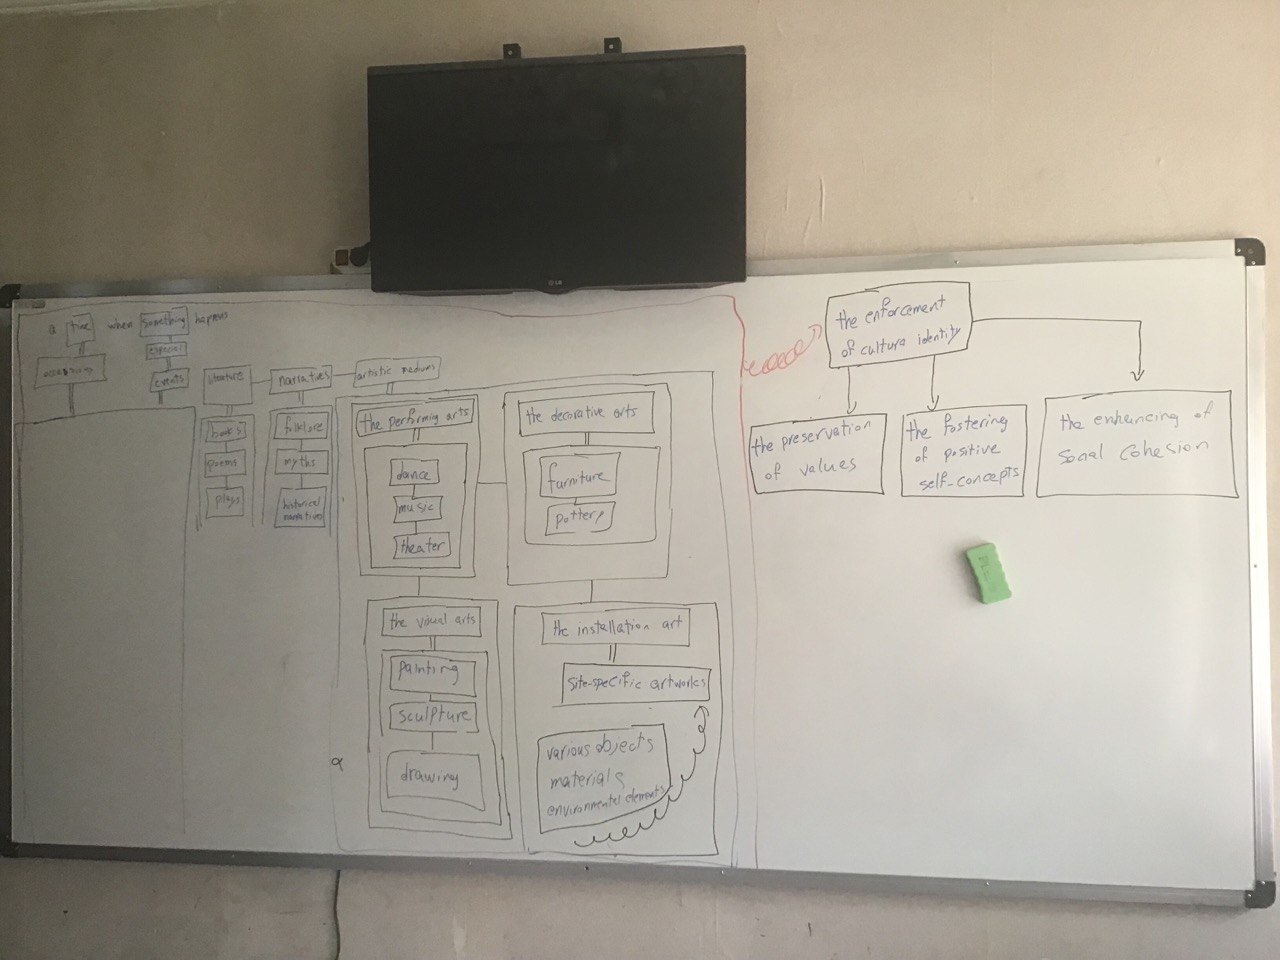 LG
a time when something happens
occasions
especial
events
literature
books
poems
plays
narratives
folklore
myths
historical
narratives
artistic mediums
the performing arts
dance
music
theater
the decorative arts
furniture
pottery
the visual arts
painting
sculpture
drawing
the installation art
site-specific artworks
various objects
materials
environmental elements
the enforcement
of culture identity
the preservation
of values
the fostering
of positive
self-concepts
the enhancing of
Social Cohesion